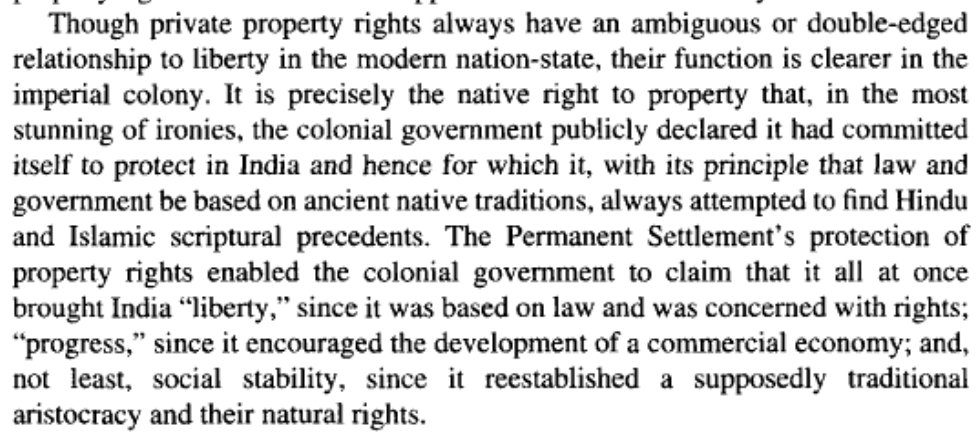 Though private property rights always have an ambiguous or double-edged
relationship to liberty in the modern nation-state, their function is clearer in the
imperial colony. It is precisely the native right to property that, in the most
stunning of ironies, the colonial government publicly declared it had committed
itself to protect in India and hence for which it, with its principle that law and
government be based on ancient native traditions, always attempted to find Hindu
and Islamic scriptural precedents. The Permanent Settlement's protection of
property rights enabled the colonial government to claim that it all at once
brought India "liberty," since it was based on law and was concerned with rights;
"progress," since it encouraged the development of a commercial economy; and,
not least, social stability, since it reestablished a supposedly traditional
aristocracy and their natural rights.